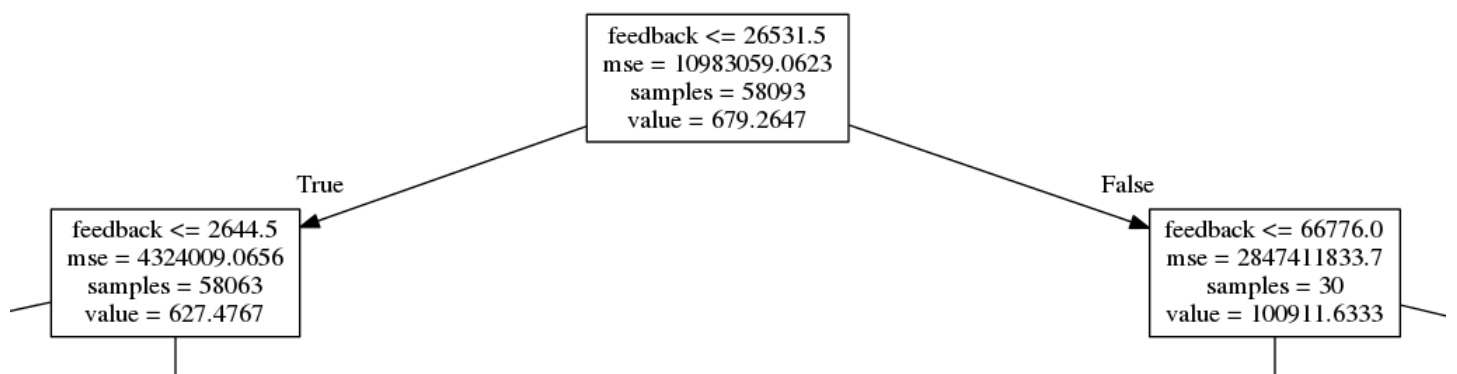 feedback <= 26531.5
mse = 10983059.0623
samples = 58093
value = 679.2647
True
False
feedback <= 2644.5
mse = 4324009.0656
samples = 58063
value = 627.4767
feedback <= 66776.0
mse = 2847411833.7
samples = 30
value = 100911.6333